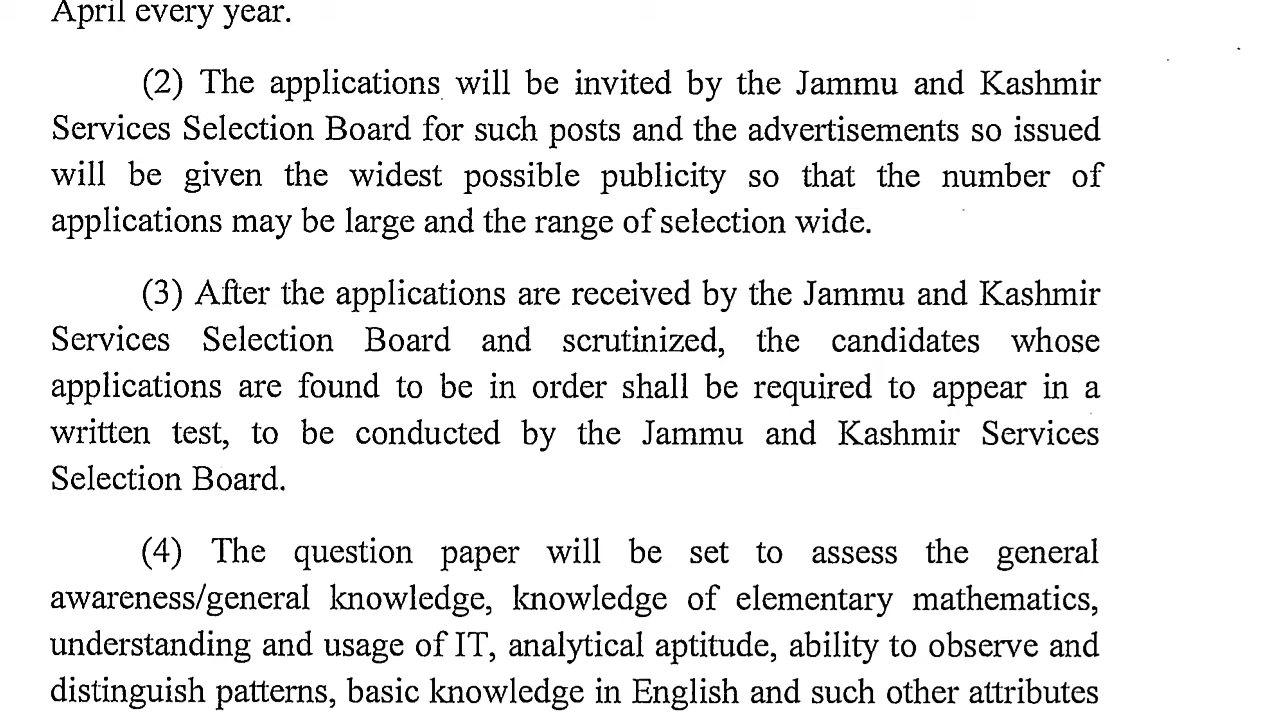 April every year.
(2) The applications will be invited by the Jammu and Kashmir
Services Selection Board for such posts and the advertisements so issued
will be given the widest possible publicity so that the number of
applications may be large and the range of selection wide.
(3) After the applications are received by the Jammu and Kashmir
Services Selection Board and scrutinized, the candidates whose
applications are found to be in order shall be required to appear in a
written test, to be conducted by the Jammu and Kashmir Services
Selection Board.
(4) The question paper will be set to assess the general
awareness/general knowledge, knowledge of elementary mathematics,
understanding and usage of IT, analytical aptitude, ability to observe and
distinguish patterns, basic knowledge in English and such other attributes